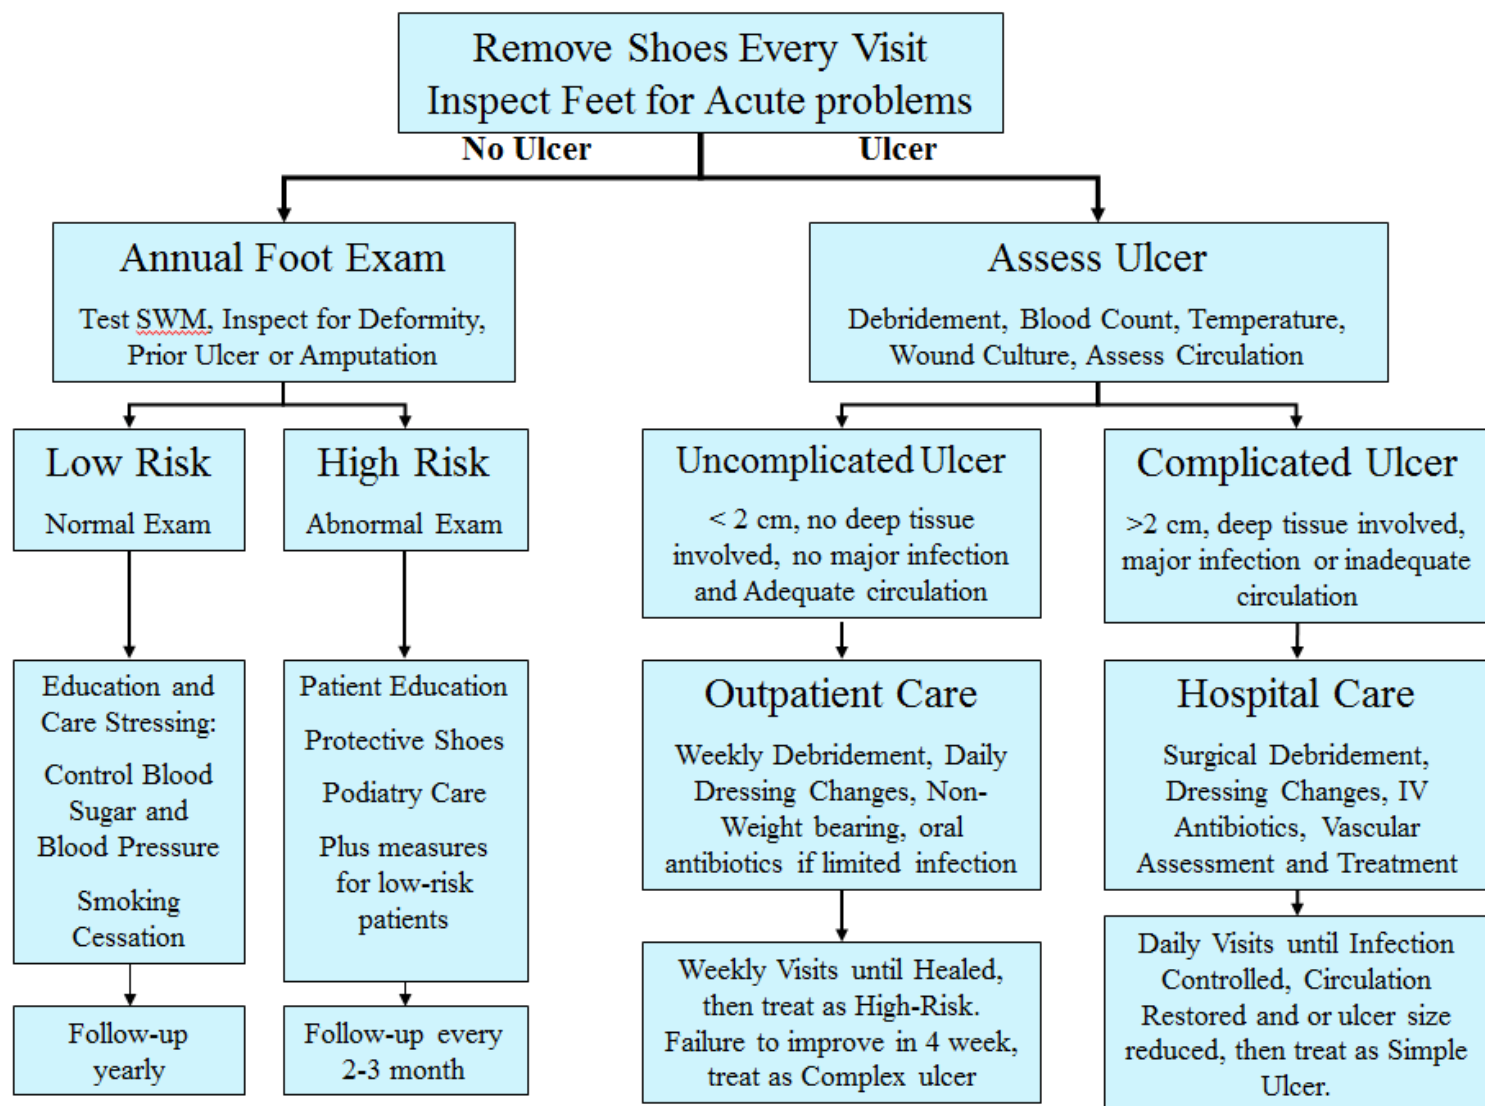 Remove Shoes Every Visit
Inspect Feet for Acute problems
No Ulcer
Ulcer
Annual Foot Exam
Test SWM, Inspect for Deformity,
Prior Ulcer or Amputation
Assess Ulcer
Debridement, Blood Count, Temperature,
Wound Culture, Assess Circulation
Low Risk
Normal Exam
High Risk
Abnormal Exam
Uncomplicated Ulcer
< 2 cm, no deep tissue
involved, no major infection
and Adequate circulation
Complicated Ulcer
>2 cm, deep tissue involved,
major infection or inadequate
circulation
Education and
Care Stressing:
Control Blood
Sugar and
Blood Pressure
Smoking
Cessation
Patient Education
Protective Shoes
Podiatry Care
Plus measures
for low-risk
patients
Outpatient Care
Weekly Debridement, Daily
Dressing Changes, Non-
Weight bearing, oral
antibiotics if limited infection
Hospital Care
Surgical Debridement,
Dressing Changes, IV
Antibiotics, Vascular
Assessment and Treatment
Follow-up
yearly
Follow-up every
2-3 month
Weekly Visits until Healed,
then treat as High-Risk.
Failure to improve in 4 week,
treat as Complex ulcer
Daily Visits until Infection
Controlled, Circulation
Restored and or ulcer size
reduced, then treat as Simple
Ulcer.